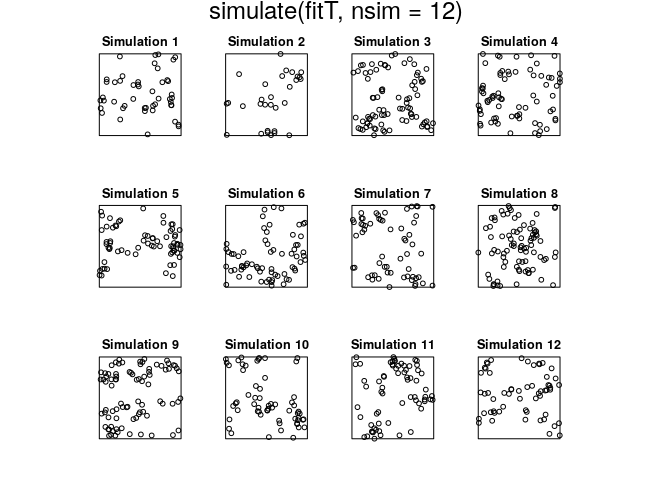 simulate(fitT, nsim = 12)
Simulation 1 Simulation 2 Simulation 3 Simulation 4
Simulation 5 Simulation 6 Simulation 7 Simulation 8
Simulation 9 Simulation 10 Simulation 11 Simulation 12